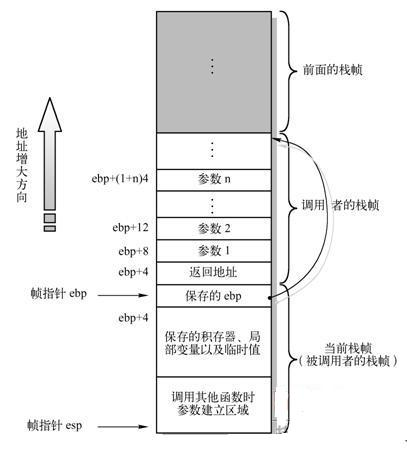 ⋮
前面的栈帧
地址增大方向
⋮
ebp+(1+n)4
参数 n
⋮
调用者的栈帧
ebp+12
参数 2
ebp+8
参数 1
ebp+4
返回地址
帧指针 ebp
保存的 ebp
ebp+4
保存的积存器、局
部变量以及临时值
当前栈帧
(被调用者的栈帧)
调用其他函数时
参数建立区域
帧指针 esp